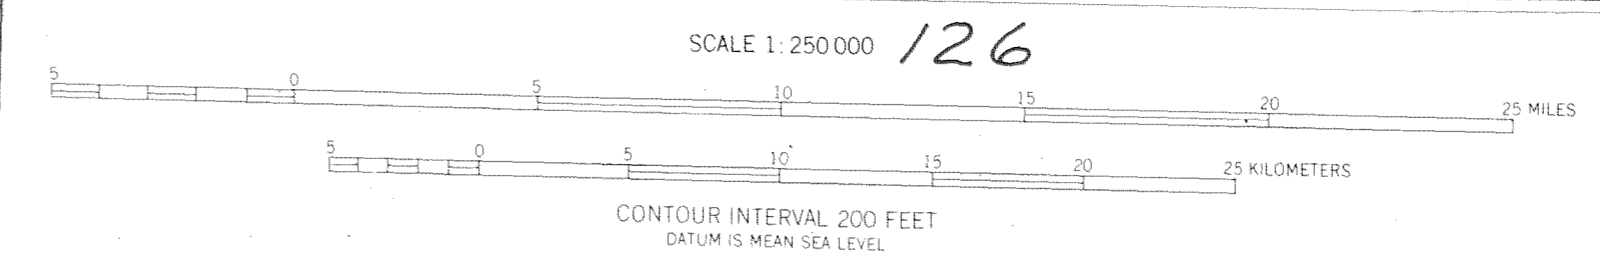 SCALE 1:250 000 126
5 0 5 10 15 20 25 MILES
5 0 5 10 15 20 25 KILOMETERS
CONTOUR INTERVAL 200 FEET
DATUM IS MEAN SEA LEVEL